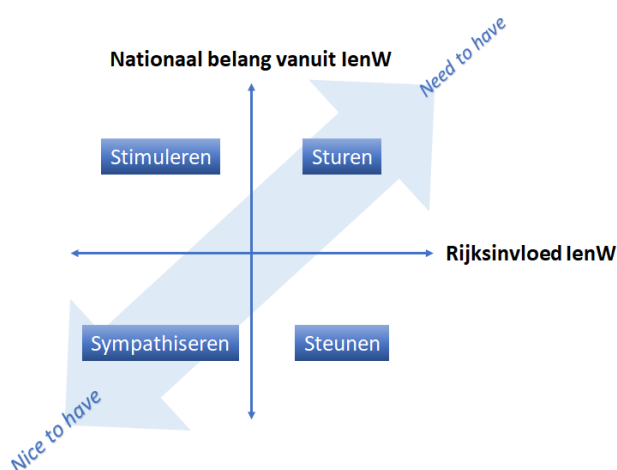 Nationaal belang vanuit IenW
Need to have
Stimuleren
Sturen
Rijksinvloed IenW
Sympathiseren
Steunen
Nice to have